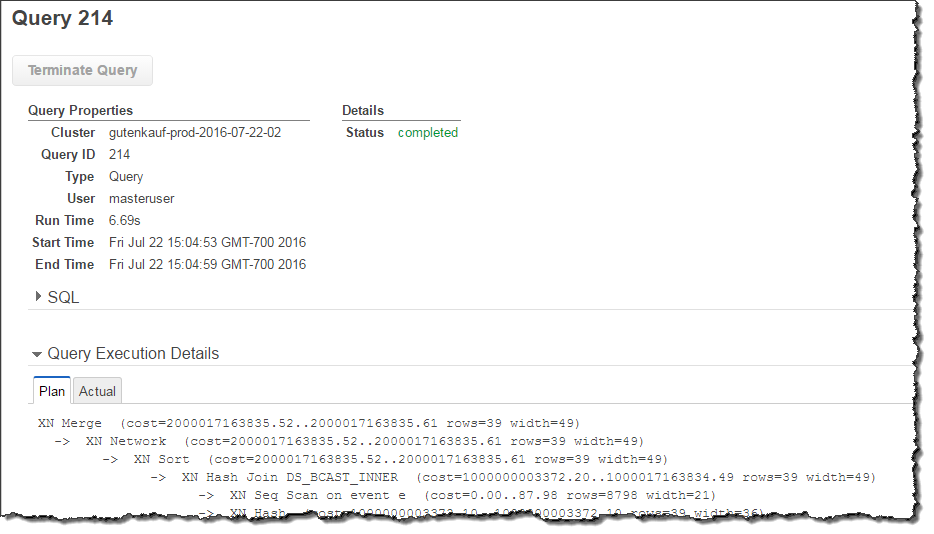 Query 214
Terminate Query
Query Properties
Details
Cluster gutenkauf-prod-2016-07-22-02
Status completed
Query ID 214
Type Query
User masteruser
Run Time 6.69s
Start Time Fri Jul 22 15:04:53 GMT-700 2016
End Time Fri Jul 22 15:04:59 GMT-700 2016
SQL
Query Execution Details
Plan Actual
XN Merge (cost=2000017163835.52..2000017163835.61 rows=39 width=49)
-> XN Network (cost=2000017163835.52..2000017163835.61 rows=39 width=49)
-> XN Sort (cost=2000017163835.52..2000017163835.61 rows=39 width=49)
-> XN Hash Join DS_BCAST_INNER (cost=1000000003372.20..1000017163834.49 rows=39 width=49)
-> XN Seq Scan on event e (cost=0.00..87.98 rows=8798 width=21)
-> XN Hash rows=39 width=36)